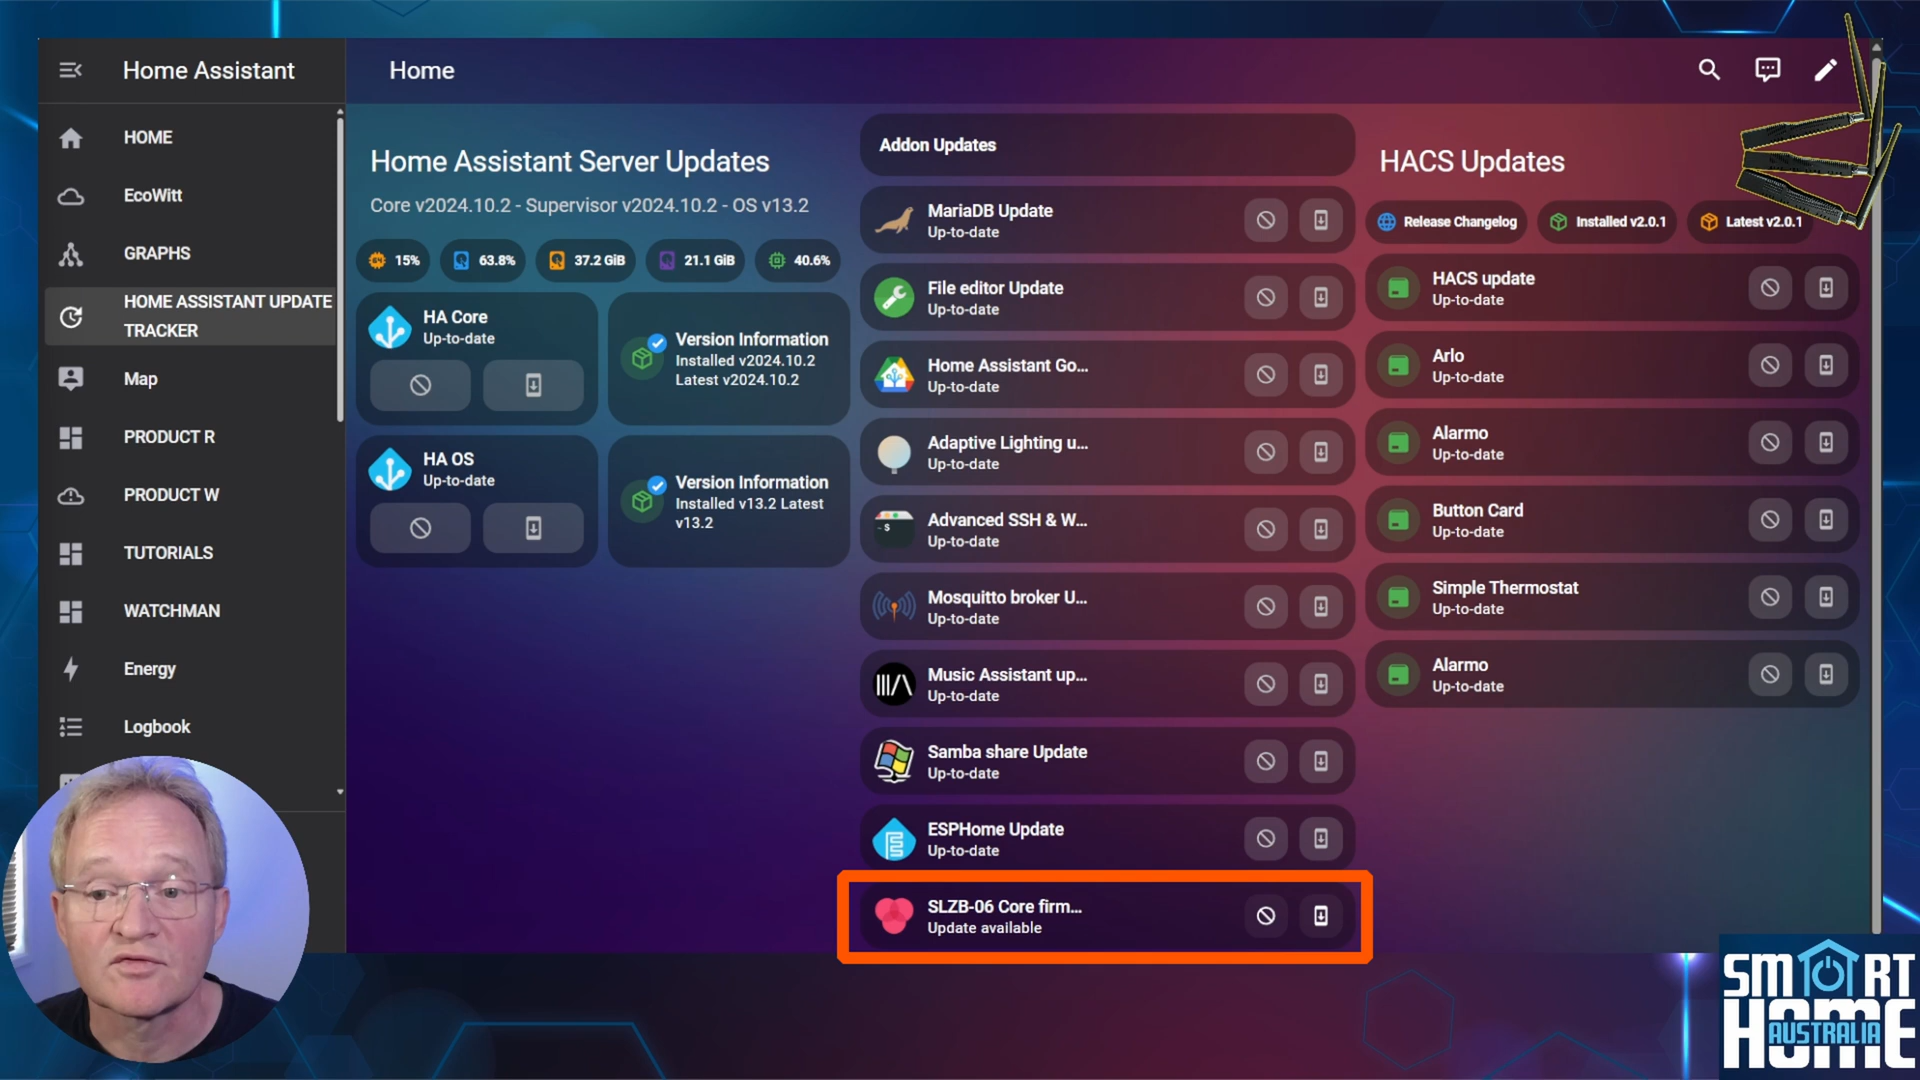 Home Assistant
Home
HOME
EcoWitt
GRAPHS
HOME ASSISTANT UPDATE
TRACKER
Map
PRODUCT R
PRODUCT W
TUTORIALS
WATCHMAN
Energy
Logbook
Home Assistant Server Updates
Core v2024.10.2 - Supervisor v2024.10.2 - OS v13.2
15%
63.8%
37.2 GiB
21.1 GiB
40.6%
HA Core
Up-to-date
Version Information
Installed v2024.10.2
Latest v2024.10.2
HA OS
Up-to-date
Version Information
Installed v13.2 Latest
v13.2
Addon Updates
MariaDB Update
Up-to-date
File editor Update
Up-to-date
Home Assistant Go...
Up-to-date
Adaptive Lighting u...
Up-to-date
Advanced SSH & W...
Up-to-date
Mosquitto broker U...
Up-to-date
Music Assistant up...
Up-to-date
Samba share Update
Up-to-date
ESPHome Update
Up-to-date
SLZB-06 Core firm...
Update available
HACS Updates
Release Changelog
Installed v2.0.1
Latest v2.0.1
HACS update
Up-to-date
Arlo
Up-to-date
Alarmo
Up-to-date
Button Card
Up-to-date
Simple Thermostat
Up-to-date
Alarmo
Up-to-date
SMART
HOME
AUSTRALIA